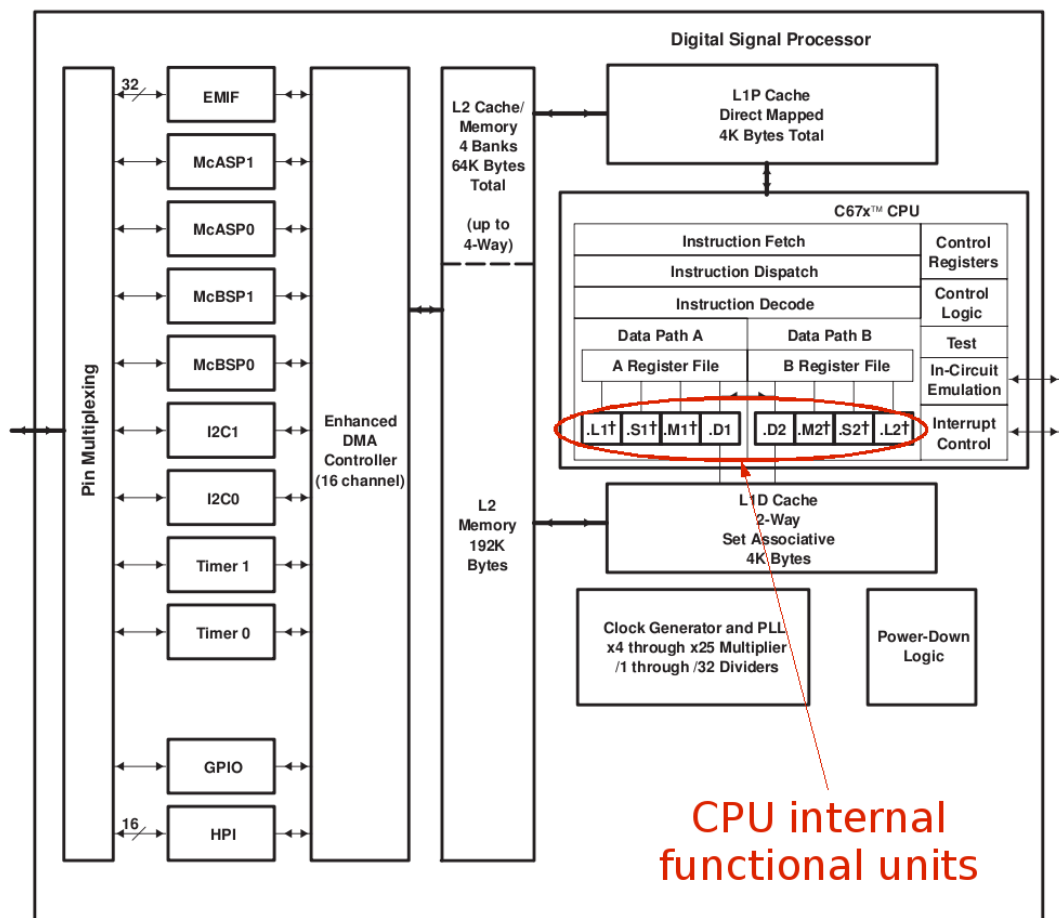 Digital Signal Processor
Pin Multiplexing
32
EMIF
McASP1
McASP0
McBSP1
McBSP0
I2C1
I2C0
Timer 1
Timer 0
GPIO
16
HPI
Enhanced
DMA
Controller
(16 channel)
L2 Cache/
Memory
4 Banks
64K Bytes
Total
(up to
4-Way)
L2
Memory
192K
Bytes
L1P Cache
Direct Mapped
4K Bytes Total
C67x™ CPU
Instruction Fetch
Instruction Dispatch
Instruction Decode
Data Path A
Data Path B
A Register File
B Register File
.L1† .S1† .M1† .D1
.D2 .M2† .S2† .L2†
Control
Registers
Control
Logic
Test
In-Circuit
Emulation
Interrupt
Control
L1D Cache
2-Way
Set Associative
4K Bytes
Clock Generator and PLL
x4 through x25 Multiplier
/1 through /32 Dividers
Power-Down
Logic
CPU internal
functional units